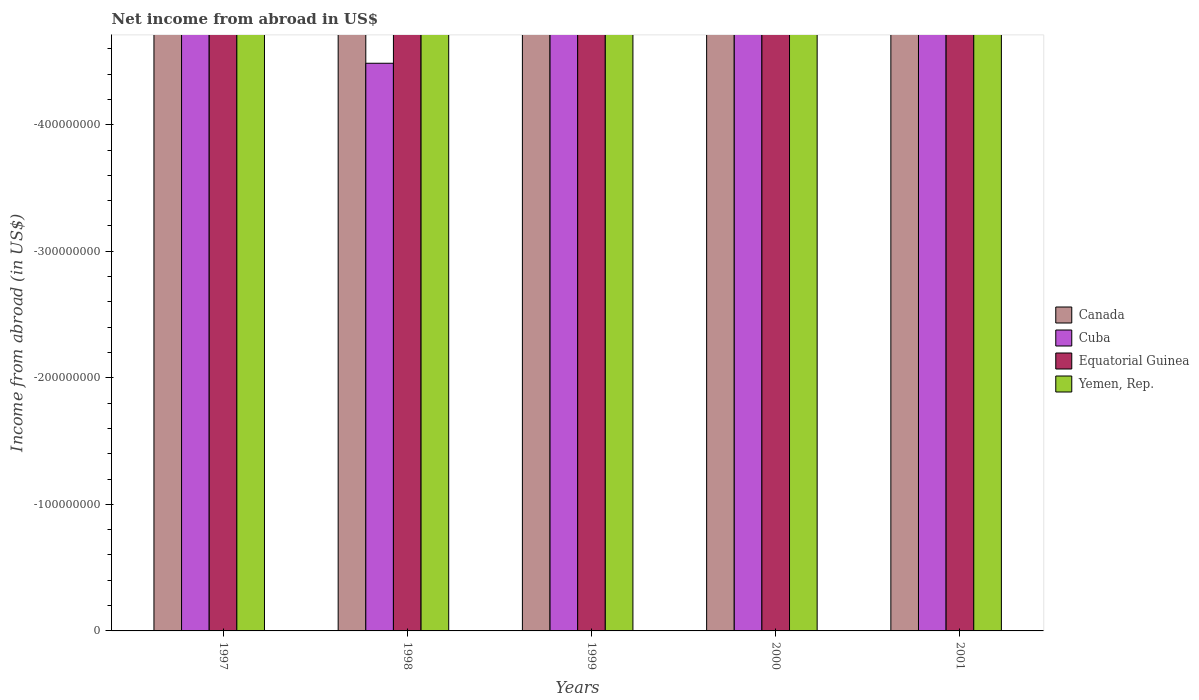 Net income from abroad in US$
Income from abroad (in US$)
-400000000
-300000000
-200000000
-100000000
0
1997
1998
1999
2000
2001
Years
Canada
Cuba
Equatorial Guinea
Yemen, Rep.